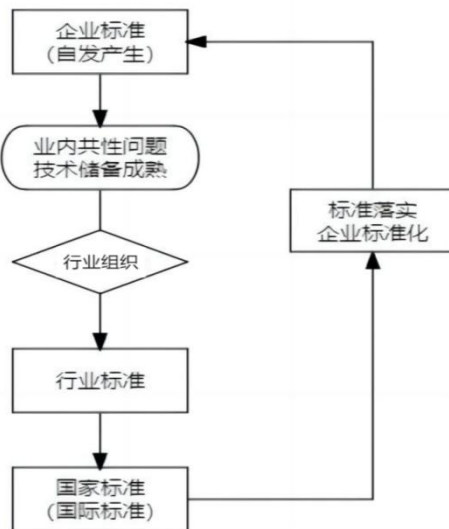 企业标准
(自发产生)
业内共性问题
技术储备成熟
标准落实
企业标准化
行业组织
行业标准
国家标准
(国际标准)